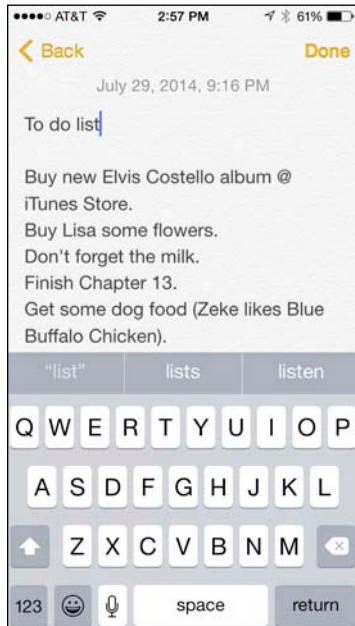 AT&T 2:57 PM 61%
Back Done
July 29, 2014, 9:16 PM
To do list
Buy new Elvis Costello album @
iTunes Store.
Buy Lisa some flowers.
Don't forget the milk.
Finish Chapter 13.
Get some dog food (Zeke likes Blue
Buffalo Chicken).
“list” lists listen
Q W E R T Y U I O P
A S D F G H J K L
Z X C V B N M
123 space return